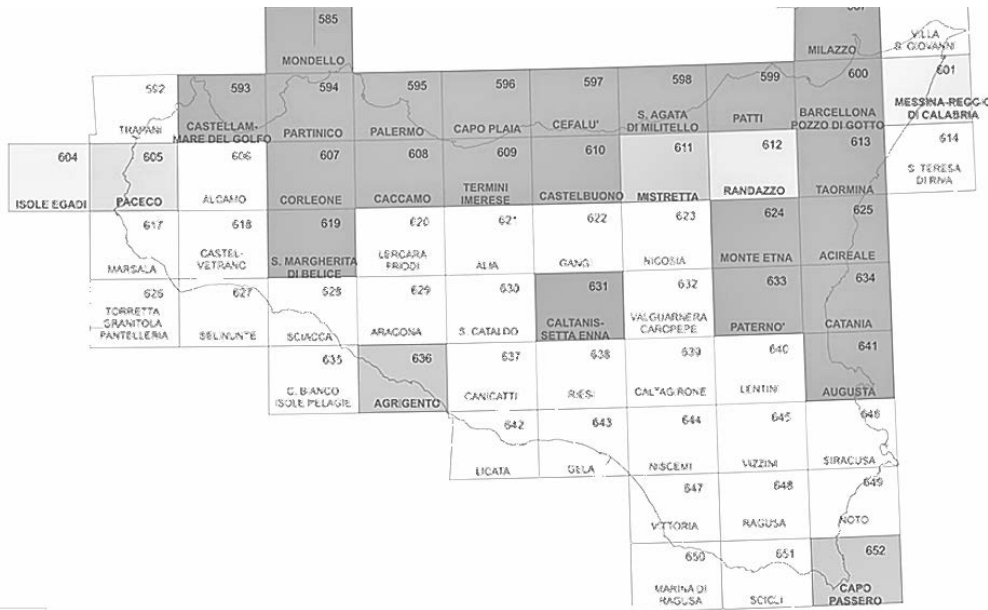 585
MONDELLO
MILAZZO
VILLA
S. GIOVANNI
592
TRAPANI
593
CASTELLAM-
MARE DEL GOLFO
594
PARTINICO
595
PALERMO
596
CAPO PLAIA
597
CEFALU'
598
S. AGATA
DI MILITELLO
599
PATTI
600
BARCELLONA
POZZO DI GOTTO
601
MESSINA-REGGIO
DI CALABRIA
604
ISOLE EGADI
605
PACECO
606
ALCAMO
607
CORLEONE
608
CACCAMO
609
TERMINI
IMERESE
610
CASTELBUONO
611
MISTRETTA
612
RANDAZZO
613
TAORMINA
614
S. TERESA
DI RIVA
617
MARSALA
618
CASTEL-
VETRANO
619
S. MARGHERITA
DI BELICE
620
LERCARA
FRIDDI
621
ALIA
622
GANGI
623
NICOSIA
624
MONTE ETNA
625
ACIREALE
626
TORRETTA
GRANITOLA
PANTELLERIA
627
SELINUNTE
628
SCIACCA
629
ARAGONA
630
S. CATALDO
631
CALTANIS-
SETTA ENNA
632
VALGUARNERA
CAROPEPE
633
PATERNO'
634
CATANIA
635
C. BIANCO
ISOLE PELAGIE
636
AGRIGENTO
637
CANICATTI
638
RIESI
639
CALTAGIRONE
640
LENTINI
641
AUGUSTA
642
LICATA
643
GELA
644
NISCEMI
645
VIZZINI
646
SIRACUSA
647
VITTORIA
648
RAGUSA
649
NOTO
650
MARINA DI
RAGUSA
651
SCICLI
652
CAPO
PASSERO